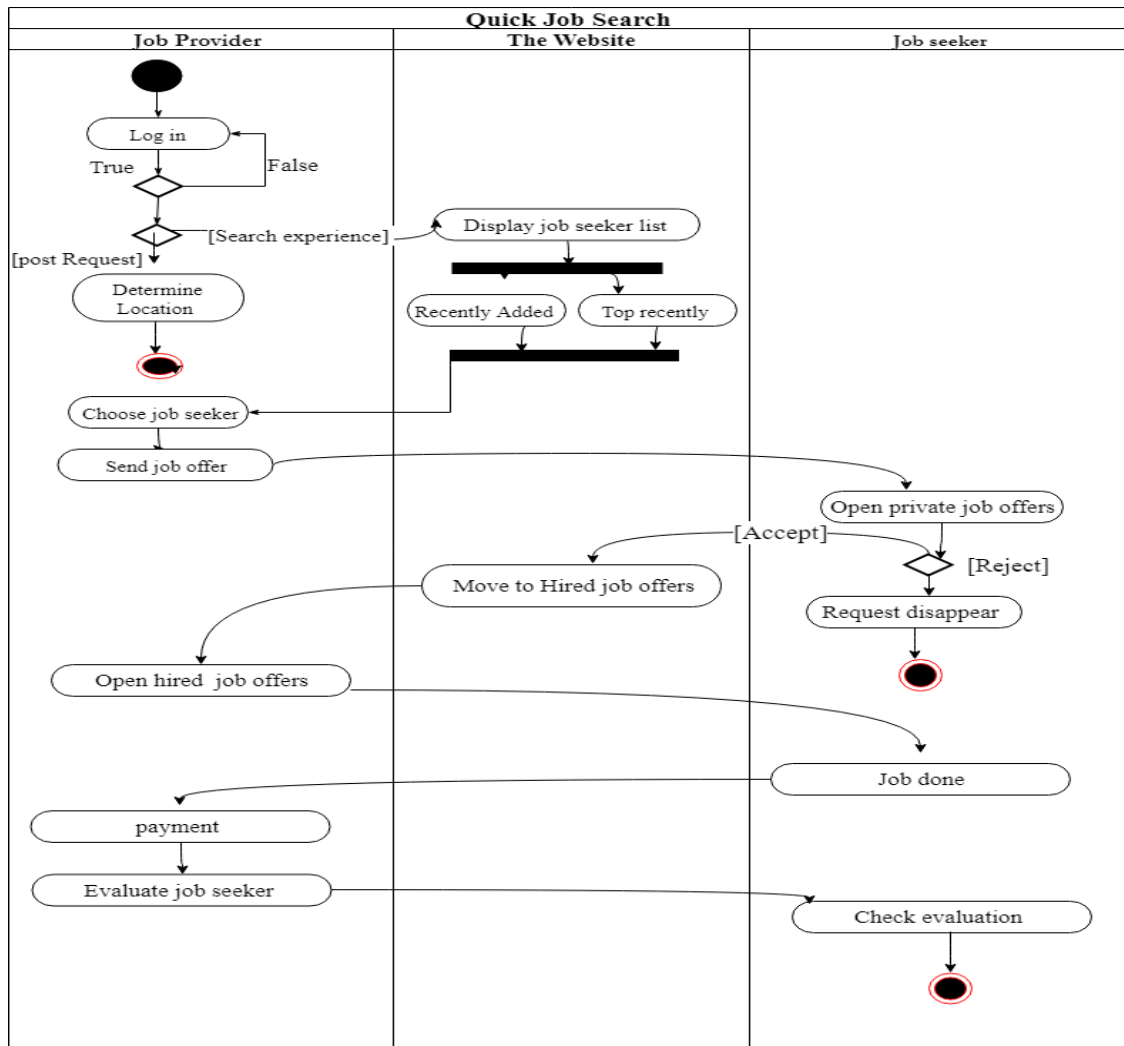 Quick Job Search
Job Provider
The Website
Job seeker
Log in
True
False
[Search experience]
Display job seeker list
[post Request]
Determine
Location
Recently Added
Top recently
Choose job seeker
Send job offer
Open private job offers
[Accept]
[Reject]
Move to Hired job offers
Request disappear
Open hired job offers
Job done
payment
Evaluate job seeker
Check evaluation